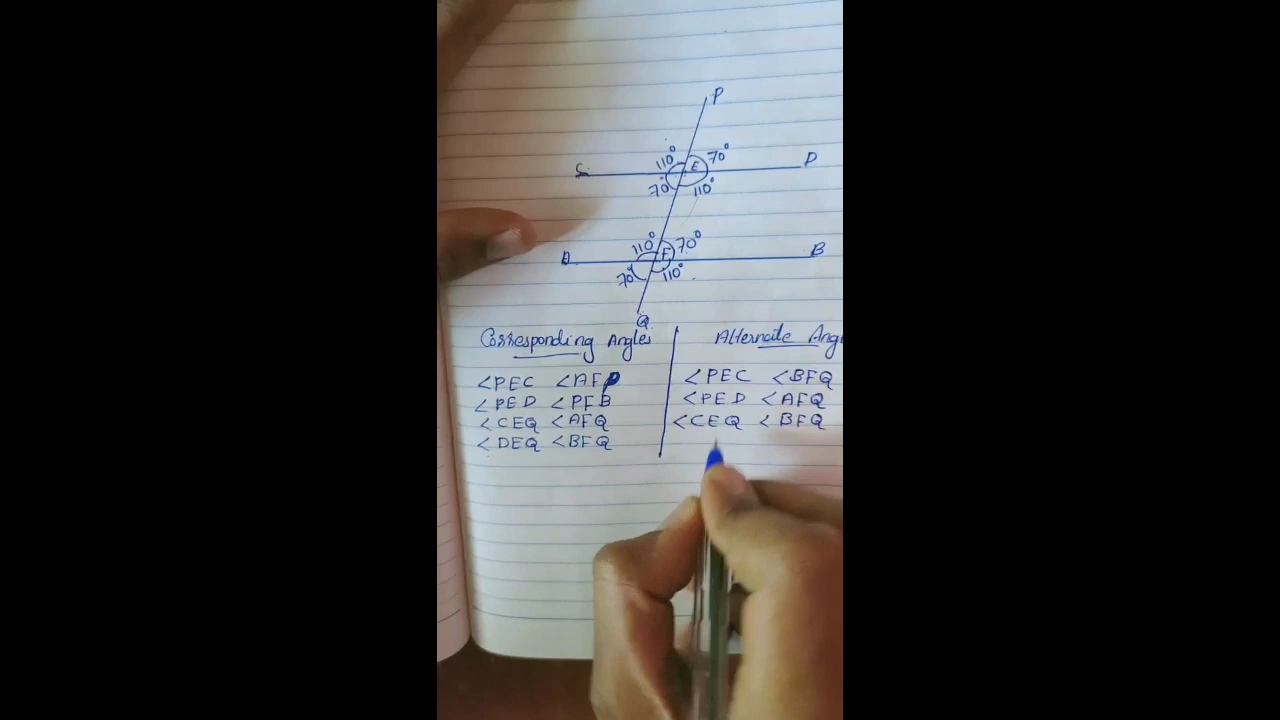 P
110° E 70°
C D
70° 110°
110° F 70°
A B
70° 110°
Q
Corresponding Angles Alternate Angl
<PEC <AFP <PEC <BFQ
<PED <PFB <PED <AFQ
<CEQ <AFQ <CEQ <BFQ
<DEQ <BFQ